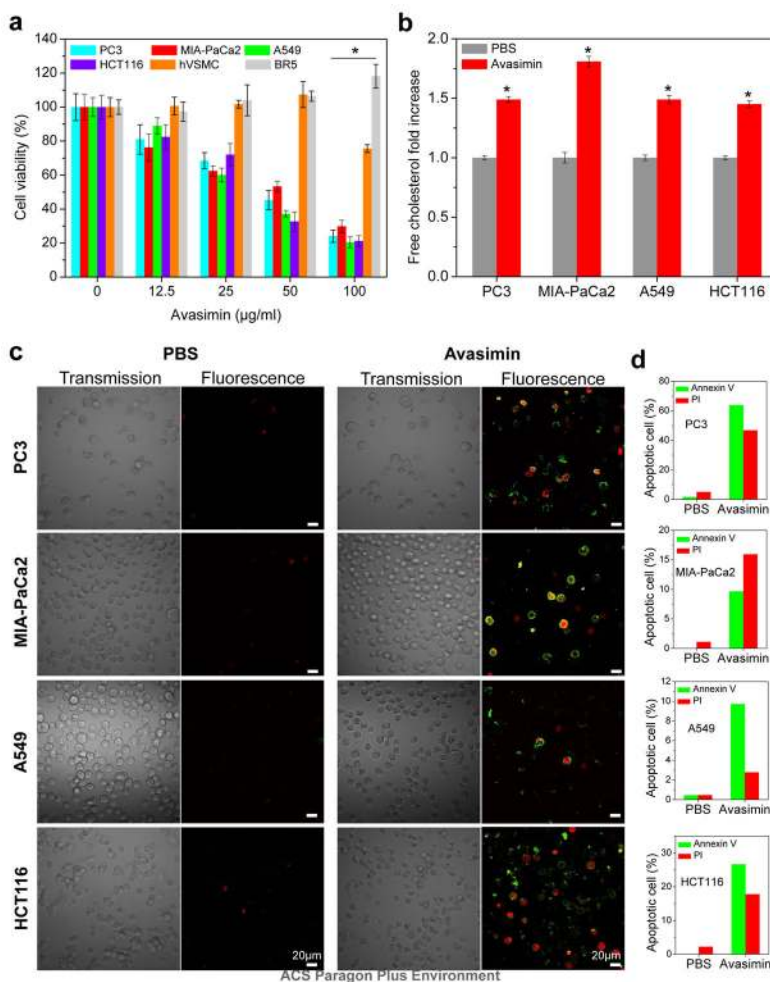 a
PC3 MIA-PaCa2 A549
HCT116 hVSMC BR5
*
Cell viability (%)
140
120
100
80
60
40
20
0
0 12.5 25 50 100
Avasimin (µg/ml)
b
PBS
Avasimin
* * * *
Free cholesterol fold increase
2.0
1.5
1.0
0.5
0.0
PC3 MIA-PaCa2 A549 HCT116
c
PBS Avasimin
Transmission Fluorescence Transmission Fluorescence
PC3
MIA-PaCa2
A549
HCT116
20µm 20µm
d
Annexin V
PI
PC3
Apoptotic cell (%)
80
60
40
20
0
PBS Avasimin
Annexin V
PI
MIA-PaCa2
Apoptotic cell (%)
20
15
10
5
0
PBS Avasimin
Annexin V
PI
A549
Apoptotic cell (%)
12
10
8
6
4
2
0
PBS Avasimin
Annexin V
PI
HCT116
Apoptotic cell (%)
30
20
10
0
PBS Avasimin
ACS Paragon Plus Environment